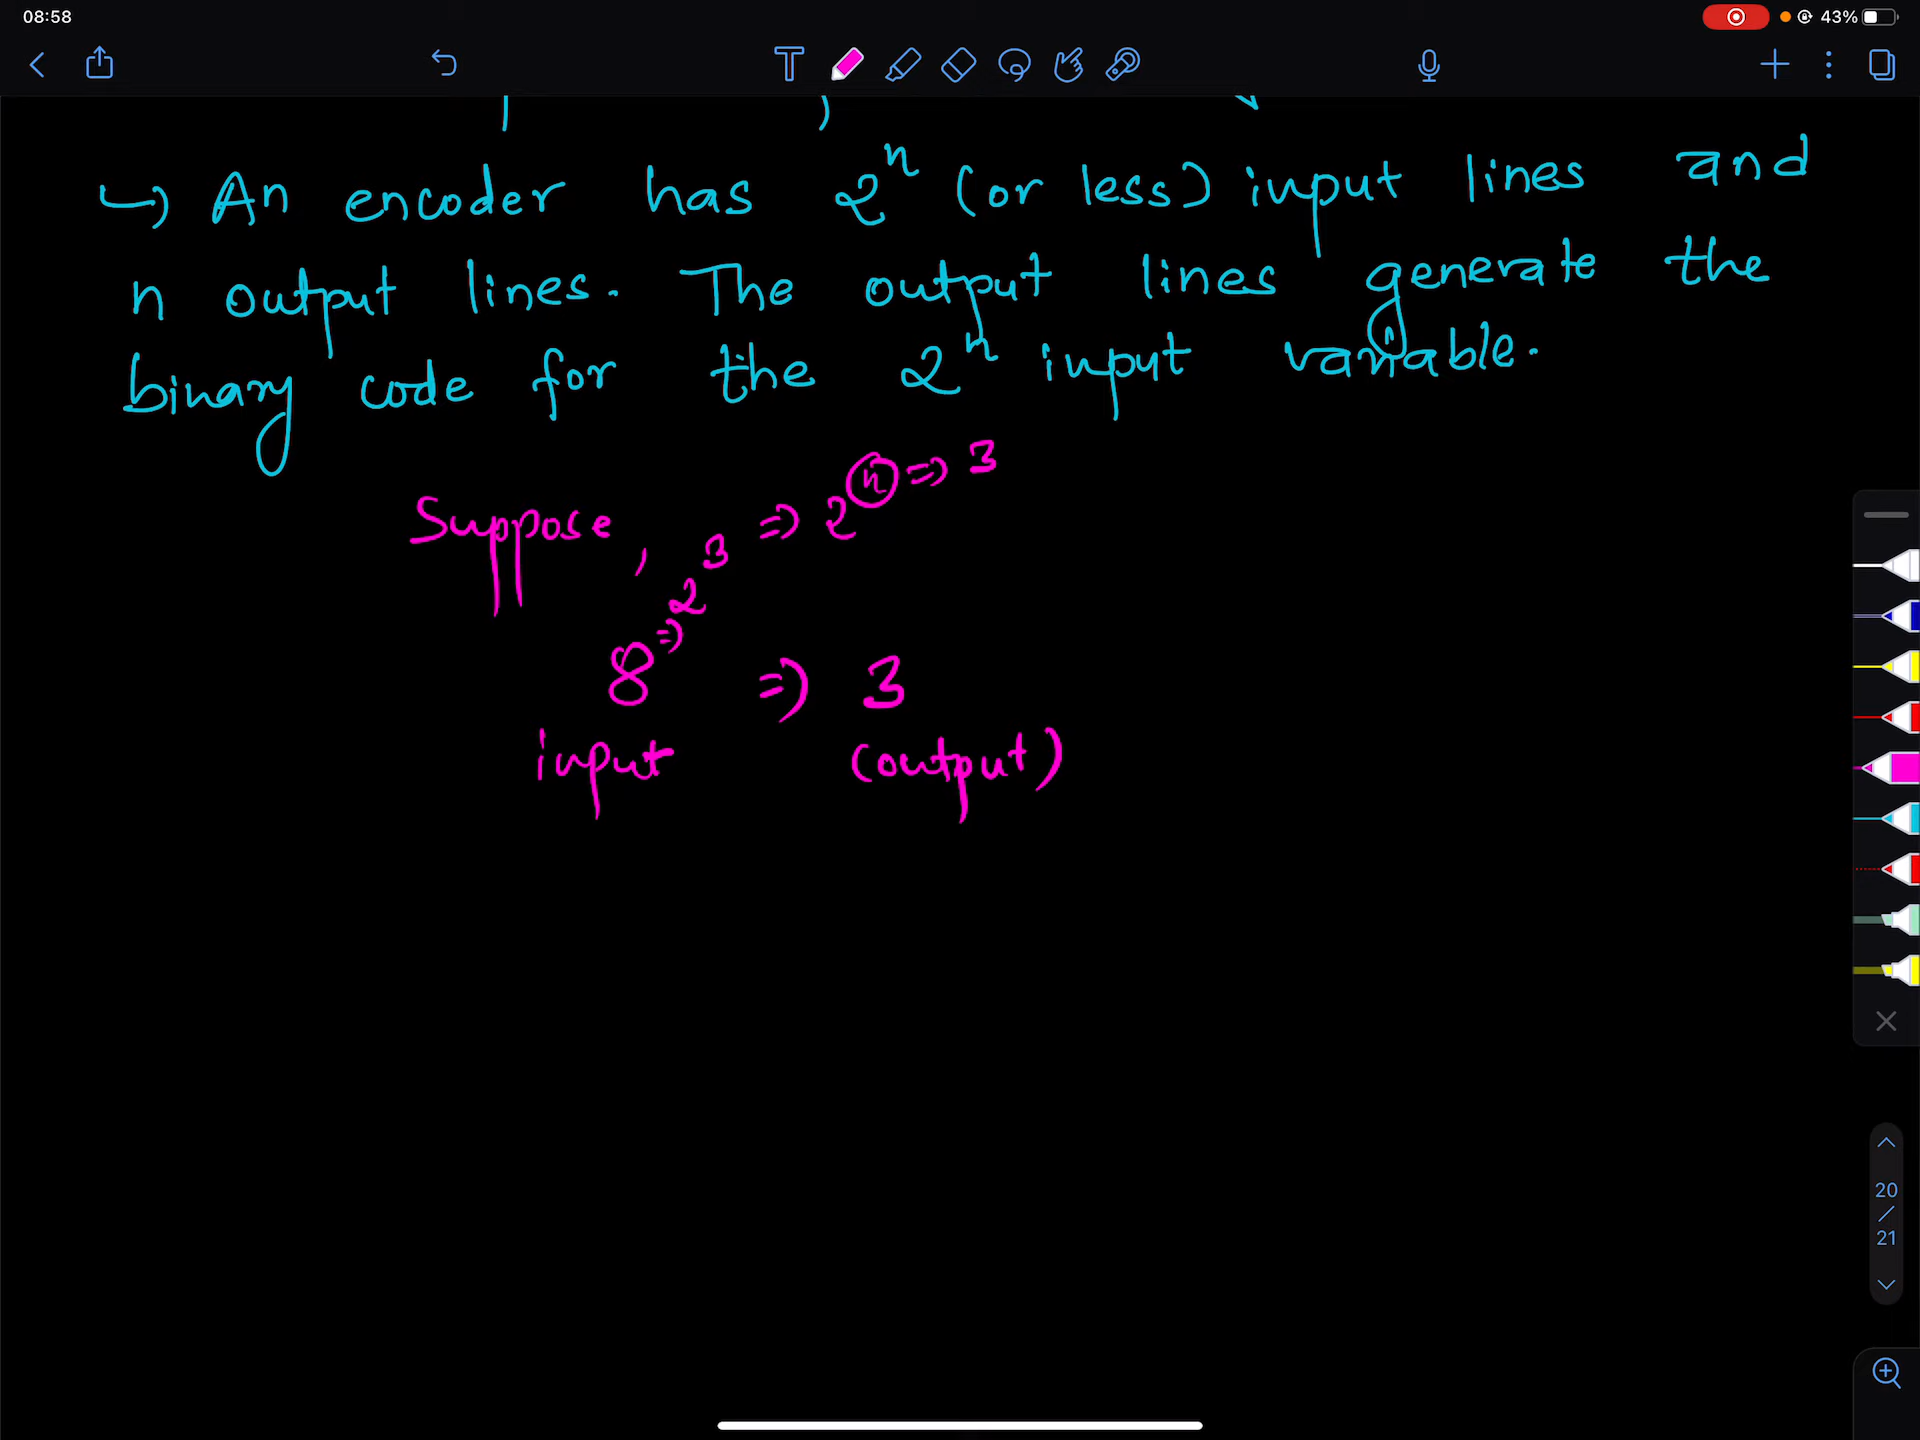 08:58
43%
↪ An encoder has 2^n (or less) input lines and
n output lines. The output lines generate the
binary code for the 2^n input variable.
Suppose, 2^3 => 2^n => 3
8 => 3
input (output)
20
/
21